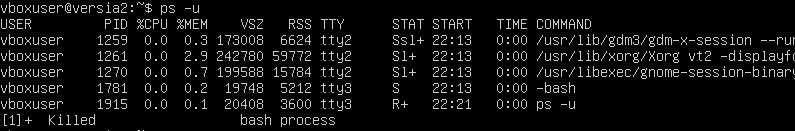 vboxuser@versia2:~$ ps -u
USER PID %CPU %MEM VSZ RSS TTY STAT START TIME COMMAND
vboxuser 1259 0.0 0.3 173008 6624 tty2 Ssl+ 22:13 0:00 /usr/lib/gdm3/gdm-x-session --run
vboxuser 1261 0.0 2.9 242780 59772 tty2 Sl+ 22:13 0:00 /usr/lib/xorg/Xorg vt2 -displayf
vboxuser 1270 0.0 0.7 199588 15784 tty2 Sl+ 22:13 0:00 /usr/libexec/gnome-session-binar
vboxuser 1781 0.0 0.2 19748 5212 tty3 S 22:13 0:00 -bash
vboxuser 1915 0.0 0.1 20408 3600 tty3 R+ 22:21 0:00 ps -u
[1]+ Killed bash process